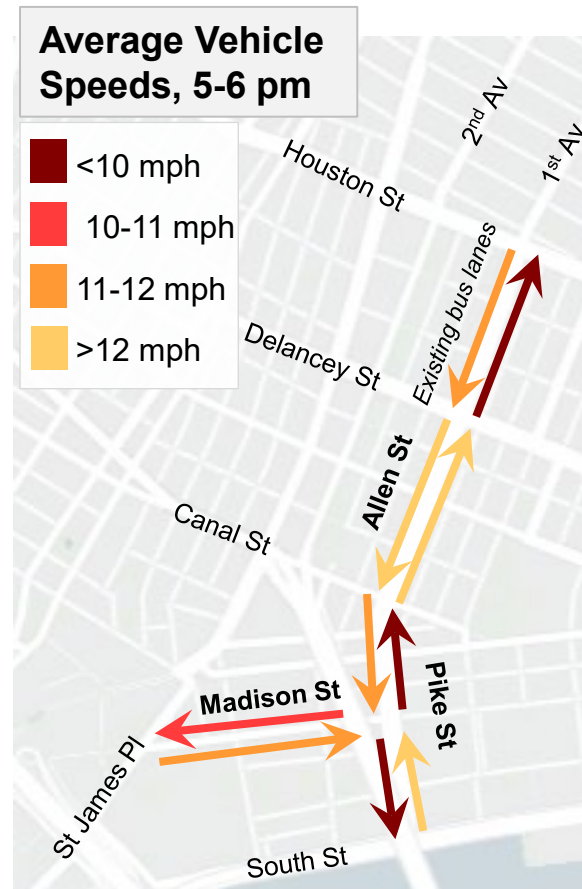 Average Vehicle
Speeds, 5-6 pm
<10 mph
10-11 mph
11-12 mph
>12 mph
2nd Av
1st Av
Houston St
Existing bus lanes
Delancey St
Allen St
Canal St
Madison St
Pike St
St James Pl
South St